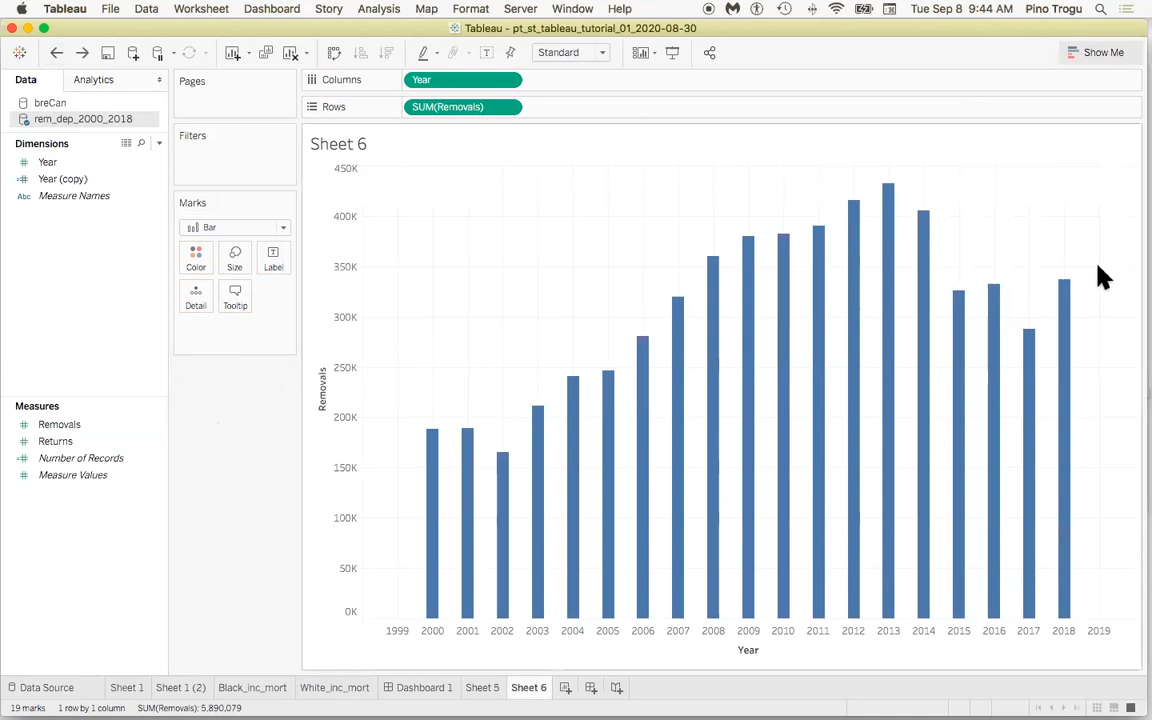 Tableau File Data Worksheet Dashboard Story Analysis Map Format Server Window Help Tue Sep 8 9:44 AM Pino Trogu
Tableau - pt_st_tableau_tutorial_01_2020-08-30
Standard Show Me
Data Analytics
Pages
Columns Year
Rows SUM(Removals)
breCan
rem_dep_2000_2018
Dimensions
Year
Year (copy)
Abc Measure Names
Measures
Removals
Returns
Number of Records
Measure Values
Filters
Marks
Bar
Color Size Label
Detail Tooltip
Sheet 6
450K
400K
350K
300K
250K
200K
150K
100K
50K
0K
Removals
1999 2000 2001 2002 2003 2004 2005 2006 2007 2008 2009 2010 2011 2012 2013 2014 2015 2016 2017 2018 2019
Year
Data Source Sheet 1 Sheet 1 (2) Black_inc_mort White_inc_mort Dashboard 1 Sheet 5 Sheet 6
19 marks 1 row by 1 column SUM(Removals): 5,890,079